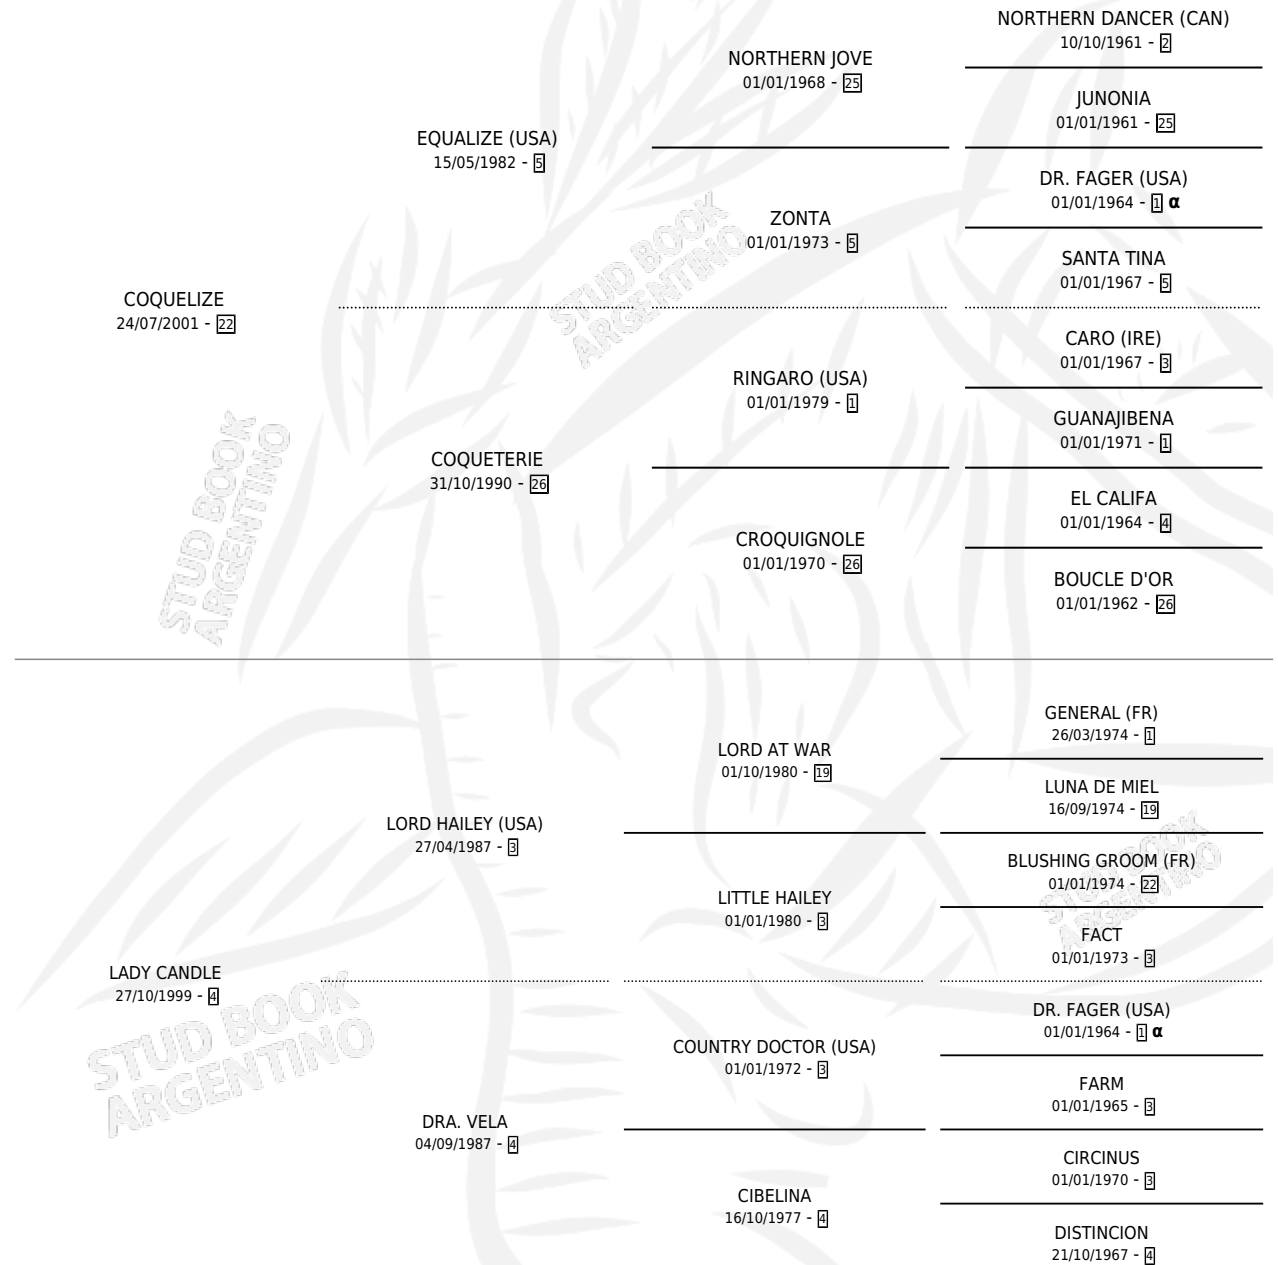 NORTHERN DANCER (CAN)
10/10/1961 - 2
NORTHERN JOVE
01/01/1968 - 25
JUNONIA
01/01/1961 - 25
EQUALIZE (USA)
15/05/1982 - 5
DR. FAGER (USA)
01/01/1964 - 1 α
ZONTA
01/01/1973 - 5
SANTA TINA
01/01/1967 - 5
COQUELIZE
24/07/2001 - 22
CARO (IRE)
01/01/1967 - 3
RINGARO (USA)
01/01/1979 - 1
GUANAJIBENA
01/01/1971 - 1
COQUETERIE
31/10/1990 - 26
EL CALIFA
01/01/1964 - 4
CROQUIGNOLE
01/01/1970 - 26
BOUCLE D'OR
01/01/1962 - 26
GENERAL (FR)
26/03/1974 - 1
LORD AT WAR
01/10/1980 - 19
LUNA DE MIEL
16/09/1974 - 19
LORD HAILEY (USA)
27/04/1987 - 3
BLUSHING GROOM (FR)
01/01/1974 - 22
LITTLE HAILEY
01/01/1980 - 3
FACT
01/01/1973 - 3
LADY CANDLE
27/10/1999 - 4
DR. FAGER (USA)
01/01/1964 - 1 α
COUNTRY DOCTOR (USA)
01/01/1972 - 3
FARM
01/01/1965 - 3
DRA. VELA
04/09/1987 - 4
CIRCINUS
01/01/1970 - 3
CIBELINA
16/10/1977 - 4
DISTINCION
21/10/1967 - 4
STUD BOOK
ARGENTINO
STUD BOOK
ARGENTINO
STUD BOOK
ARGENTINO
STUD BOOK
ARGENTINO